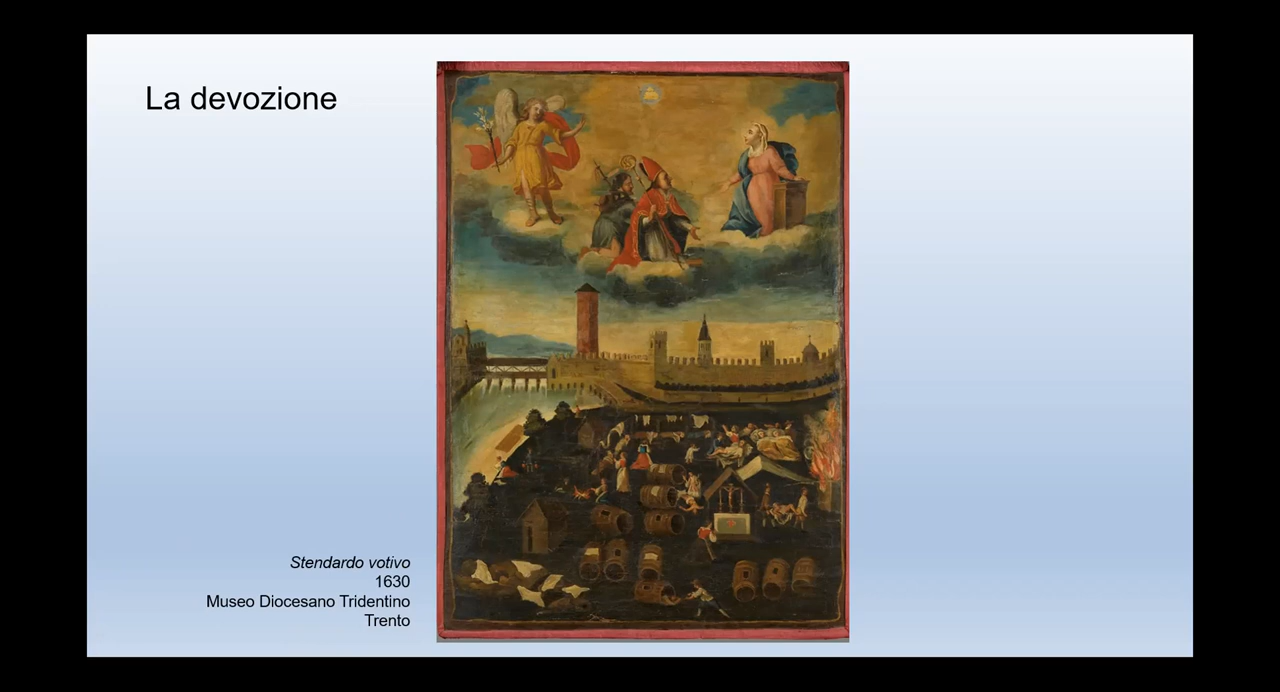 La devozione
Stendardo votivo
1630
Museo Diocesano Tridentino
Trento